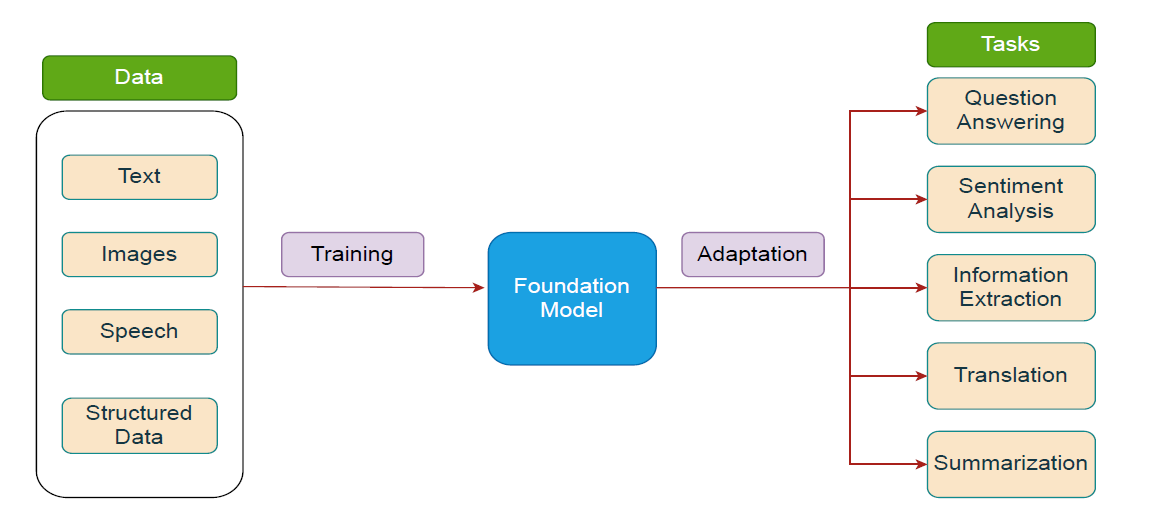 Data
Text
Images
Speech
Structured
Data
Training
Foundation
Model
Adaptation
Tasks
Question
Answering
Sentiment
Analysis
Information
Extraction
Translation
Summarization